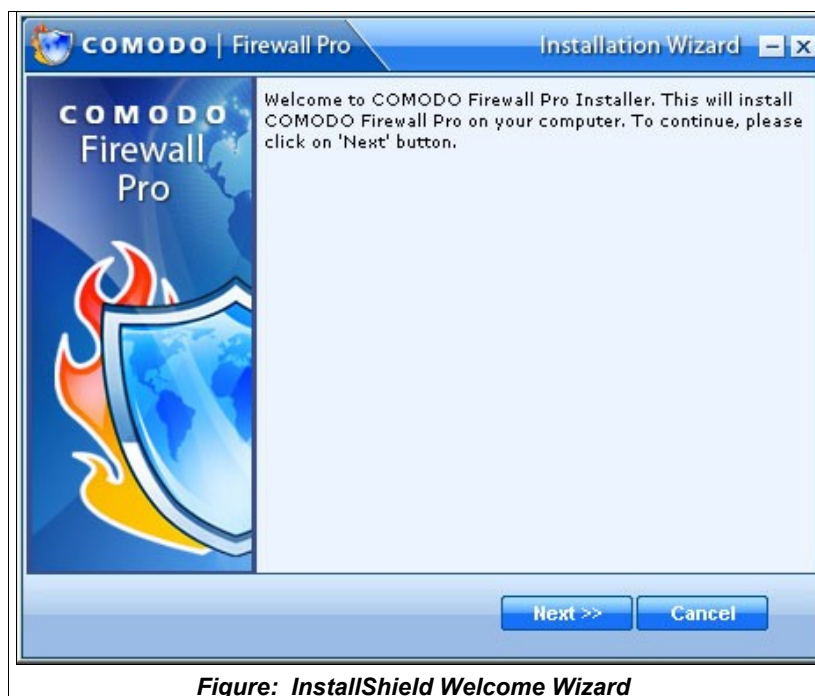 COMODO | Firewall Pro
Installation Wizard
COMODO
Firewall
Pro
Welcome to COMODO Firewall Pro Installer. This will install
COMODO Firewall Pro on your computer. To continue, please
click on 'Next' button.
Next >>
Cancel
Figure: InstallShield Welcome Wizard